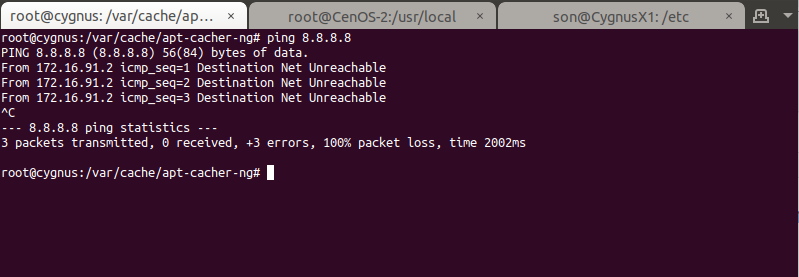 root@cygnus: /var/cache/apt-cacher-ng/ap... × root@CenOS-2:/usr/local × son@CygnusX1: /etc ×
root@cygnus:/var/cache/apt-cacher-ng# ping 8.8.8.8
PING 8.8.8.8 (8.8.8.8) 56(84) bytes of data.
From 172.16.91.2 icmp_seq=1 Destination Net Unreachable
From 172.16.91.2 icmp_seq=2 Destination Net Unreachable
From 172.16.91.2 icmp_seq=3 Destination Net Unreachable
^C
--- 8.8.8.8 ping statistics ---
3 packets transmitted, 0 received, +3 errors, 100% packet loss, time 2002ms
root@cygnus:/var/cache/apt-cacher-ng#